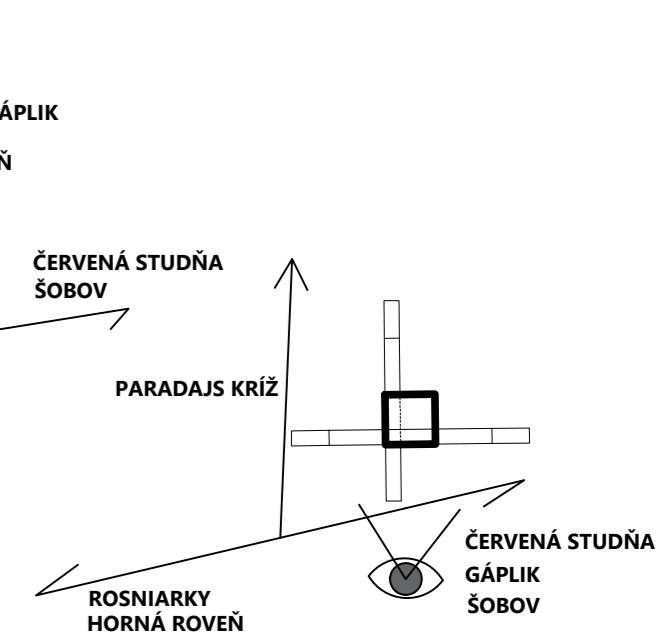 ÁPLIK
Ň
ČERVENÁ STUDŇA
ŠOBOV
PARADAJS KRÍŽ
ČERVENÁ STUDŇA
GÁPLIK
ŠOBOV
ROSNIARKY
HORNÁ ROVEŇ